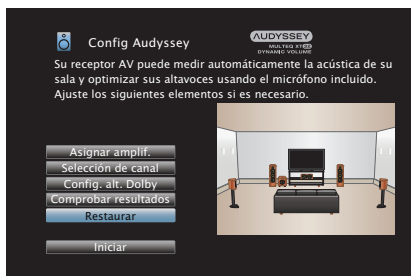 Config Audyssey
AUDYSSEY
MULTEQ XT32
DYNAMIC VOLUME
Su receptor AV puede medir automáticamente la acústica de su
sala y optimizar sus altavoces usando el micrófono incluido.
Ajuste los siguientes elementos si es necesario.
Asignar amplif.
Selección de canal
Config. alt. Dolby
Comprobar resultados
Restaurar
Iniciar